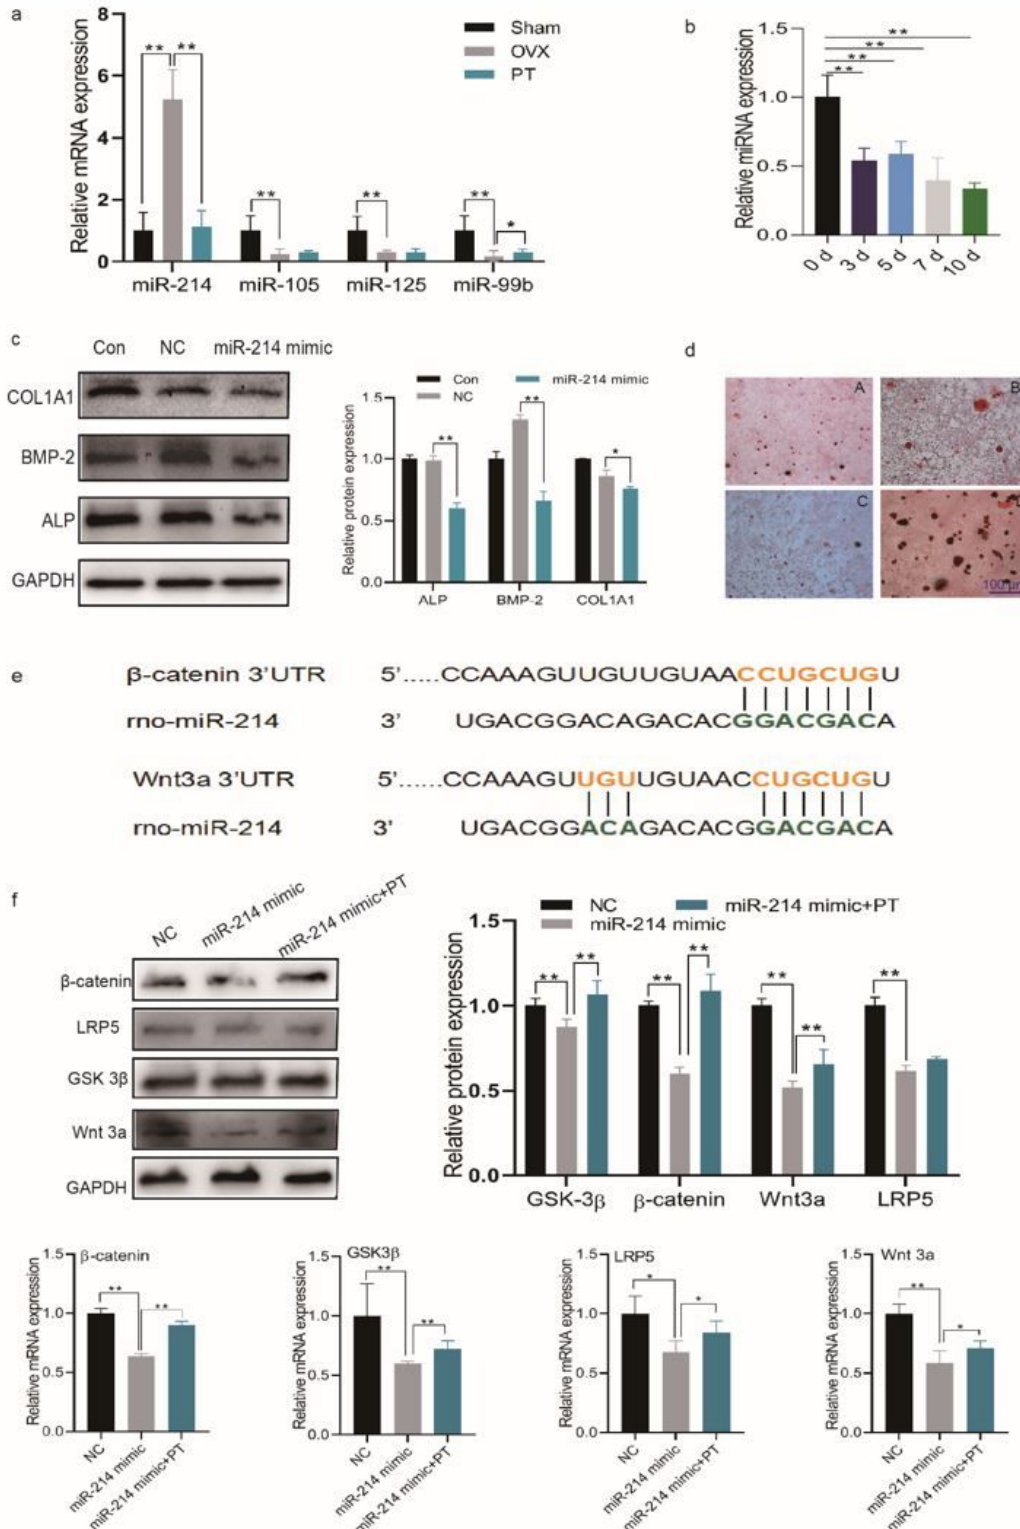 a
Relative mRNA expression
8
6
4
2
0
** **
**
**
**
*
Sham
OVX
PT
miR-214 miR-105 miR-125 miR-99b
b
Relative miRNA expression
1.5
1.0
0.5
0.0
**
**
**
**
0 d 3 d 5 d 7 d 10 d
c
Con NC miR-214 mimic
COL1A1
BMP-2
ALP
GAPDH
Relative protein expression
1.5
1.0
0.5
0.0
Con miR-214 mimic
NC
**
**
*
ALP BMP-2 COL1A1
d
A B
C
100 µm
e
β-catenin 3'UTR 5'.....CCAAAGUUGUUGUAACCUGCUGU
rno-miR-214 3' UGACGGACAGACACGGACGACA
Wnt3a 3'UTR 5'.....CCAAAGUUGUUGUAACCUGCUGU
rno-miR-214 3' UGACGGACAGACACGGACGACA
f
NC miR-214 mimic miR-214 mimic+PT
β-catenin
LRP5
GSK 3β
Wnt 3a
GAPDH
Relative protein expression
1.5
1.0
0.5
0.0
NC miR-214 mimic+PT
miR-214 mimic
** **
** **
** **
**
GSK-3β β-catenin Wnt3a LRP5
β-catenin
Relative mRNA expression
1.5
1.0
0.5
0.0
** **
NC miR-214 mimic miR-214 mimic+PT
GSK3β
Relative mRNA expression
1.5
1.0
0.5
0.0
** **
NC miR-214 mimic miR-214 mimic+PT
LRP5
Relative mRNA expression
1.5
1.0
0.5
0.0
* *
NC miR-214 mimic miR-214 mimic+PT
Wnt 3a
Relative mRNA expression
1.5
1.0
0.5
0.0
** *
NC miR-214 mimic miR-214 mimic+PT